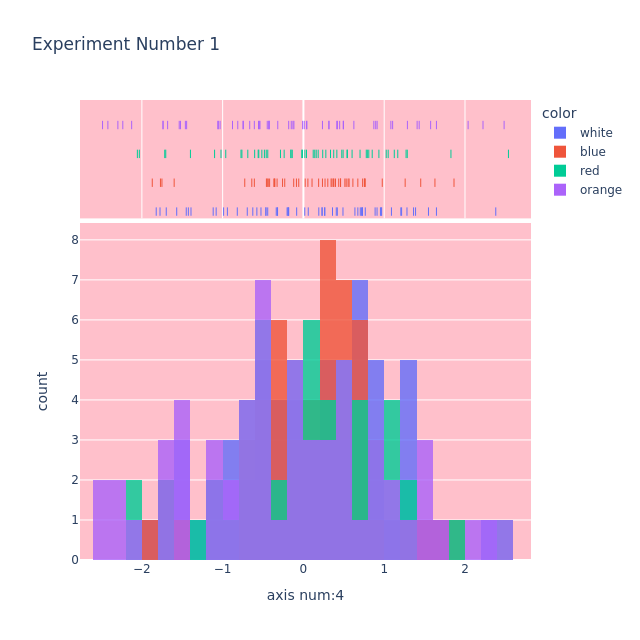 Experiment Number 1
color
white
blue
red
orange
8
7
6
5
4
3
2
1
0
count
−2
−1
0
1
2
axis num:4